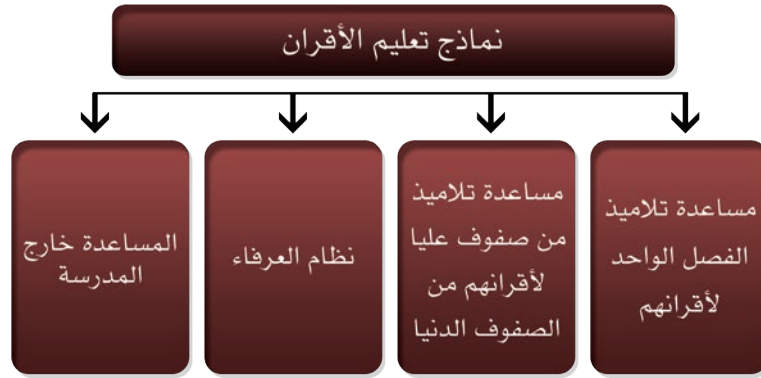 نماذج تعليم الأقران
مساعدة تلاميذ
الفصل الواحد
لأقرانهم
مساعدة تلاميذ
من صفوف عليا
لأقرانهم من
الصفوف الدنيا
نظام العرفاء
المساعدة خارج
المدرسة